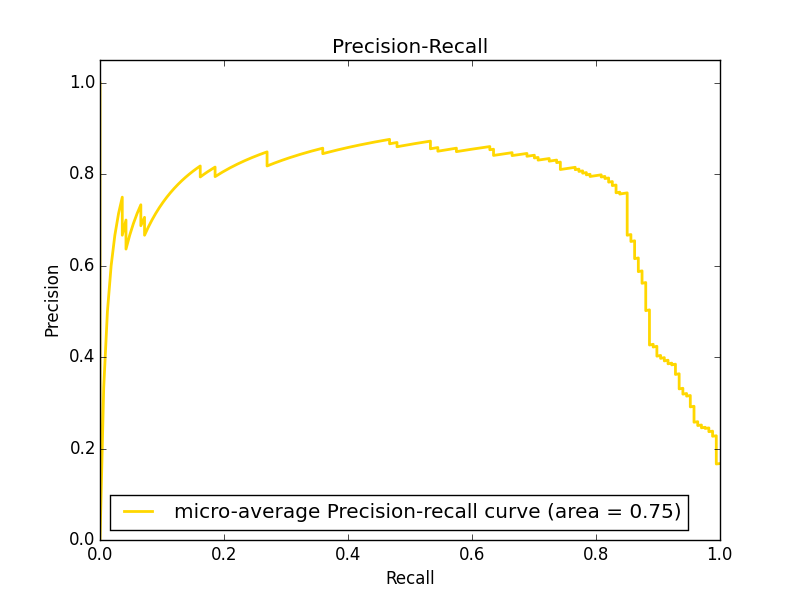 Precision-Recall
1.0
0.8
0.6
0.4
0.2
0.0
Precision
micro-average Precision-recall curve (area = 0.75)
0.0 0.2 0.4 0.6 0.8 1.0
Recall